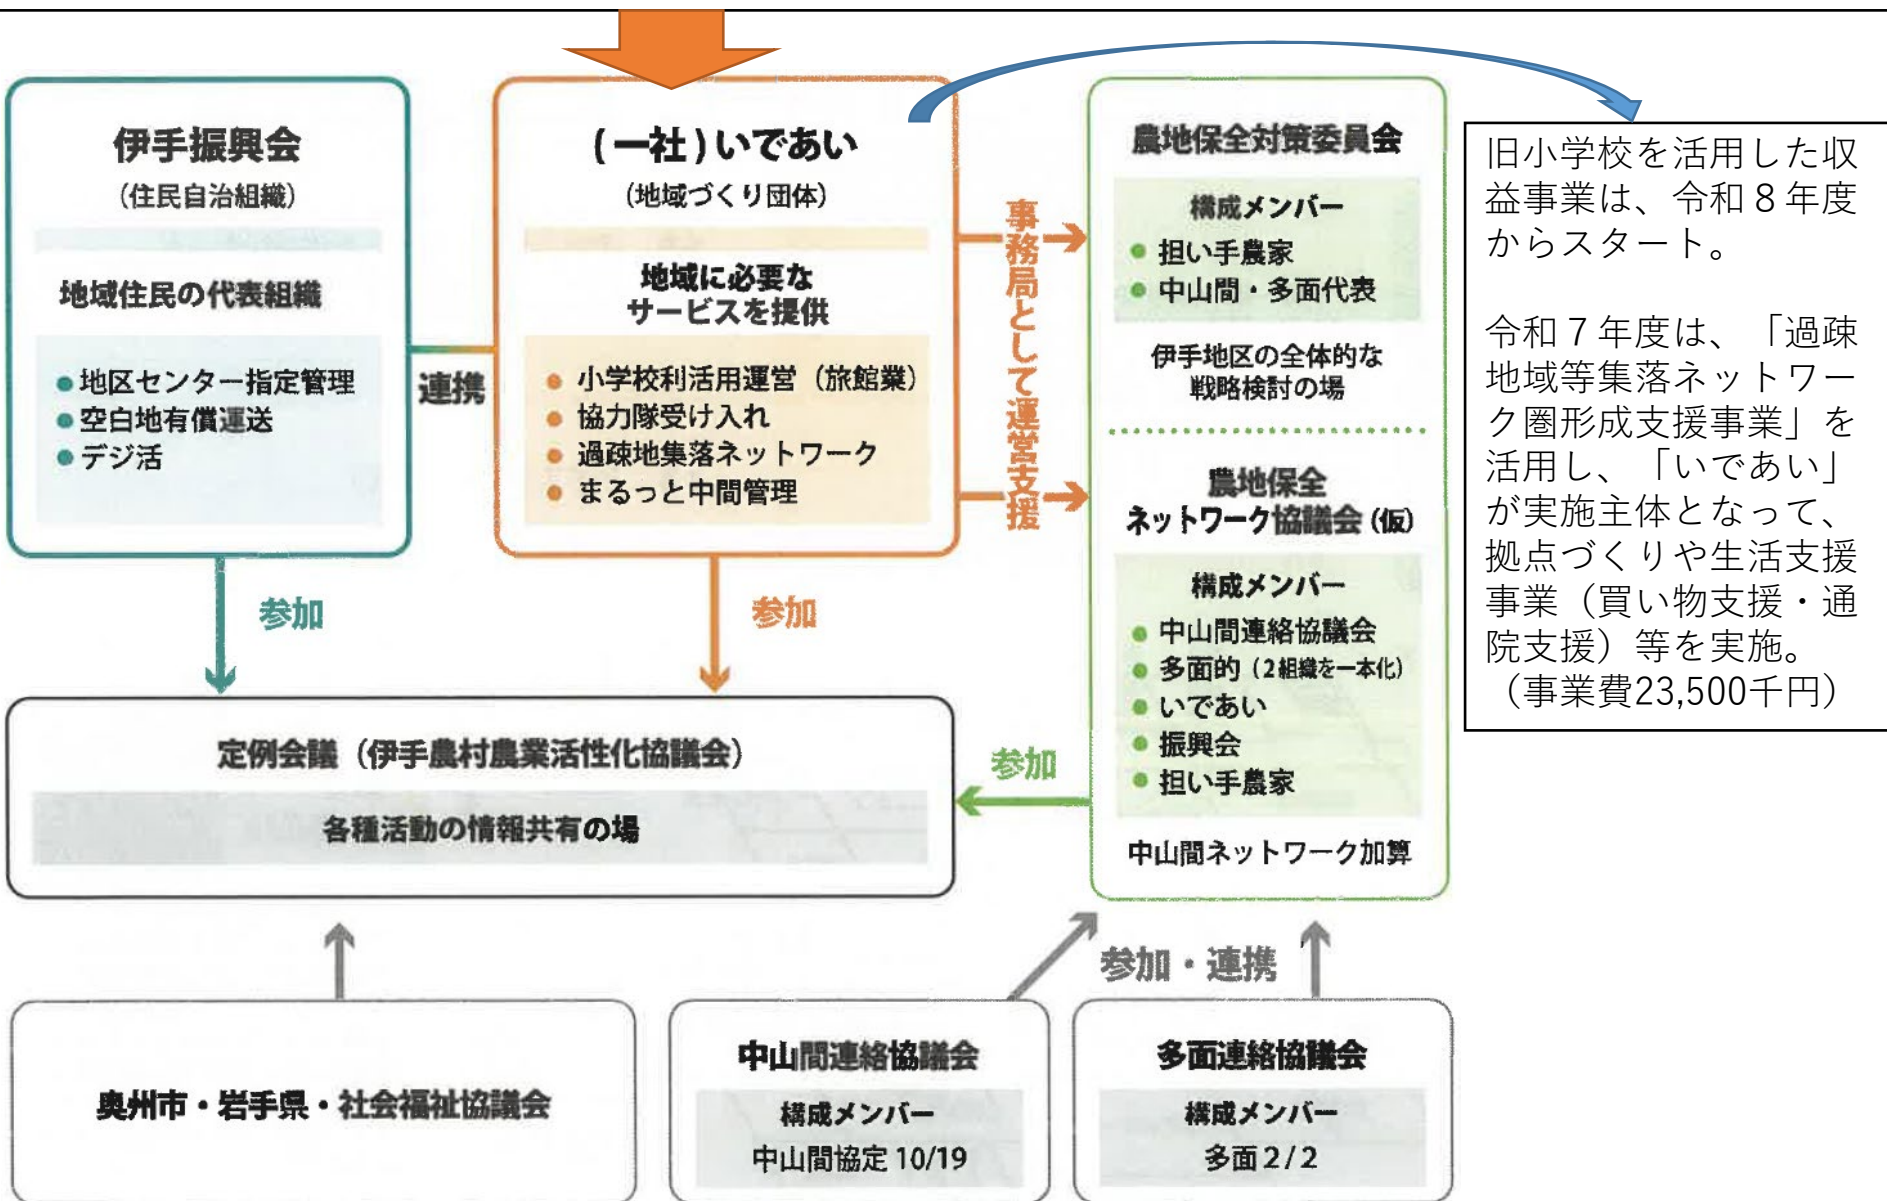 伊手振興会
(住民自治組織)
地域住民の代表組織
●地区センター指定管理
●空白地有償運送
●デジ活
連携
(一社)いであい
(地域づくり団体)
地域に必要な
サービスを提供
● 小学校利活用運営（旅館業）
● 協力隊受け入れ
● 過疎地集落ネットワーク
● まるっと中間管理
事務局として運営支援
農地保全対策委員会
構成メンバー
● 担い手農家
● 中山間・多面代表
伊手地区の全体的な
戦略検討の場
農地保全
ネットワーク協議会(仮)
構成メンバー
● 中山間連絡協議会
● 多面的（2組織を一本化）
● いであい
● 振興会
● 担い手農家
中山間ネットワーク加算
旧小学校を活用した収
益事業は、令和８年度
からスタート。
令和７年度は、「過疎
地域等集落ネットワー
ク圏形成支援事業」を
活用し、「いであい」
が実施主体となって、
拠点づくりや生活支援
事業（買い物支援・通
院支援）等を実施。
（事業費23,500千円）
参加
参加
定例会議（伊手農村農業活性化協議会）
各種活動の情報共有の場
参加
参加・連携
奥州市・岩手県・社会福祉協議会
中山間連絡協議会
構成メンバー
中山間協定 10/19
多面連絡協議会
構成メンバー
多面 2/2